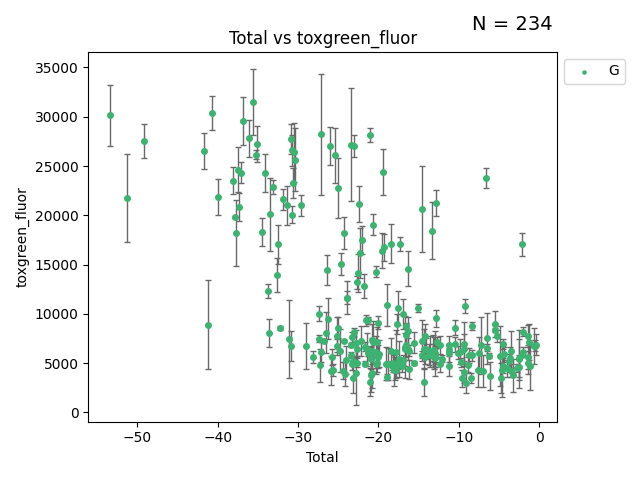 N = 234
Total vs toxgreen_fluor
G
toxgreen_fluor
35000
30000
25000
20000
15000
10000
5000
0
−50 −40 −30 −20 −10 0
Total